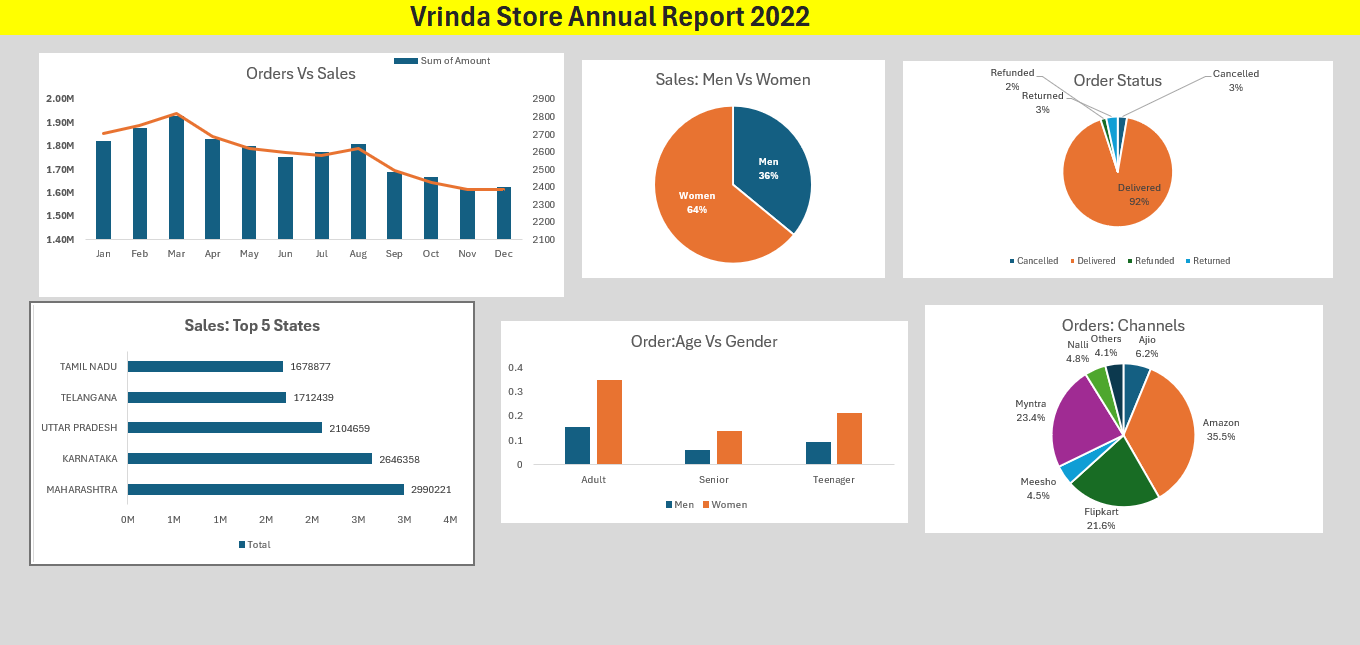 Vrinda Store Annual Report 2022
Sum of Amount
Orders Vs Sales
2.00M
1.90M
1.80M
1.70M
1.60M
1.50M
1.40M
2900
2800
2700
2600
2500
2400
2300
2200
2100
Jan Feb Mar Apr May Jun Jul Aug Sep Oct Nov Dec
Sales: Men Vs Women
Men
36%
Women
64%
Order Status
Refunded
2%
Returned
3%
Cancelled
3%
Delivered
92%
Cancelled Delivered Refunded Returned
Sales: Top 5 States
TAMIL NADU 1678877
TELANGANA 1712439
UTTAR PRADESH 2104659
KARNATAKA 2646358
MAHARASHTRA 2990221
0M 1M 1M 2M 2M 3M 3M 4M
Total
Order:Age Vs Gender
0.4
0.3
0.2
0.1
0
Adult Senior Teenager
Men Women
Orders: Channels
Nalli
4.8%
Others
4.1%
Ajio
6.2%
Myntra
23.4%
Amazon
35.5%
Meesho
4.5%
Flipkart
21.6%